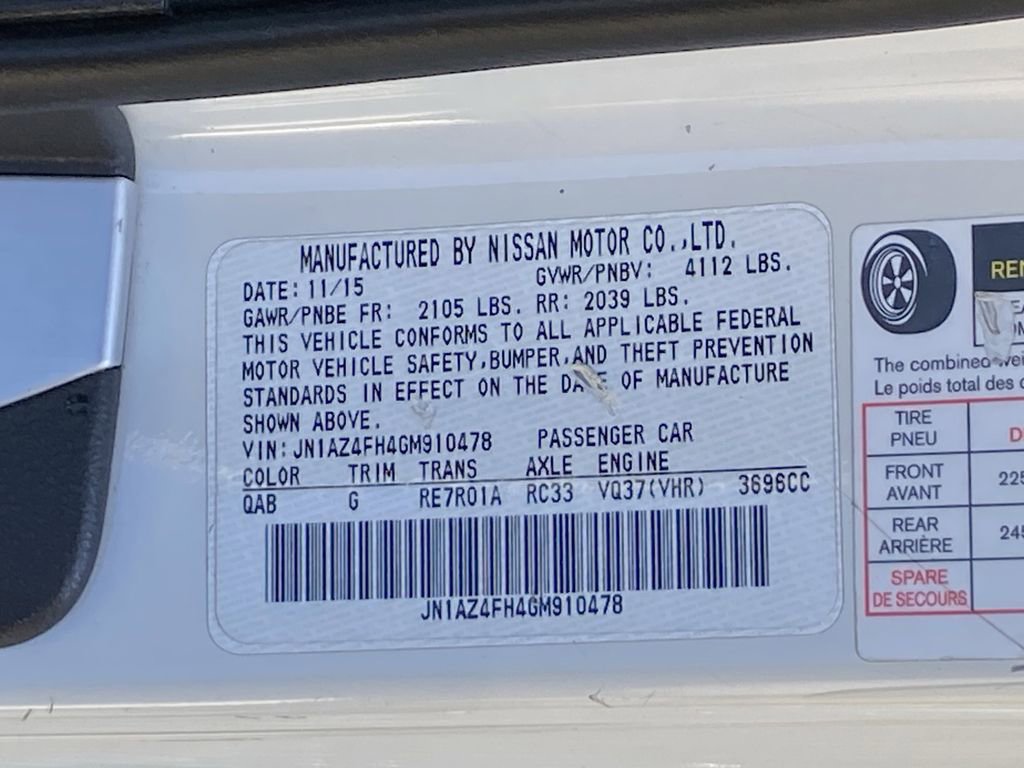 MANUFACTURED BY NISSAN MOTOR CO.,LTD.
DATE: 11/15 GVWR/PNBV: 4112 LBS.
GAWR/PNBE FR: 2105 LBS. RR: 2039 LBS.
THIS VEHICLE CONFORMS TO ALL APPLICABLE FEDERAL
MOTOR VEHICLE SAFETY,BUMPER,AND THEFT PREVENTION
STANDARDS IN EFFECT ON THE DATE OF MANUFACTURE
SHOWN ABOVE.
VIN: JN1AZ4FH4GM910478 PASSENGER CAR
COLOR TRIM TRANS AXLE ENGINE
QAB G RE7R01A RC33 VQ37(VHR) 3696CC
JN1AZ4FH4GM910478
The combined
Le poids total des
TIRE
PNEU
FRONT
AVANT
225
REAR
ARRIÈRE
245
SPARE
DE SECOURS